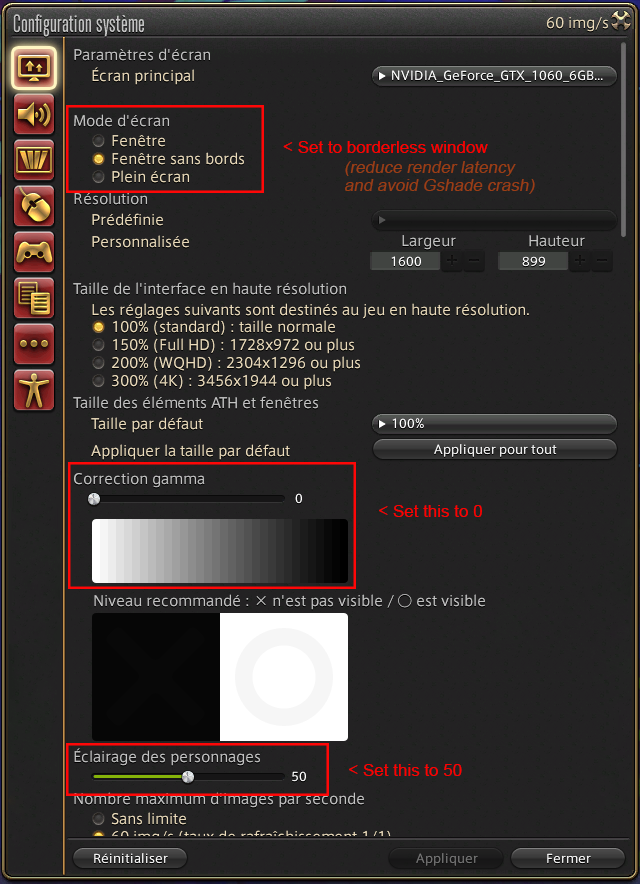 Configuration système
60 img/s
Paramètres d'écran
Écran principal
NVIDIA_GeForce_GTX_1060_6GB...
Mode d'écran
Fenêtre
Fenêtre sans bords
Plein écran
< Set to borderless window
(reduce render latency
and avoid Gshade crash)
Résolution
Prédéfinie
Personnalisée
Largeur
Hauteur
1600 + −
899 + −
Taille de l'interface en haute résolution
Les réglages suivants sont destinés au jeu en haute résolution.
100% (standard) : taille normale
150% (Full HD) : 1728x972 ou plus
200% (WQHD) : 2304x1296 ou plus
300% (4K) : 3456x1944 ou plus
Taille des éléments ATH et fenêtres
Taille par défaut
100%
Appliquer la taille par défaut
Appliquer pour tout
Correction gamma
0
< Set this to 0
Niveau recommandé : × n'est pas visible / ○ est visible
Éclairage des personnages
50
< Set this to 50
Nombre maximum d'images par seconde
Sans limite
60 img/s (taux de rafraîchissement 1/1)
Réinitialiser
Appliquer
Fermer